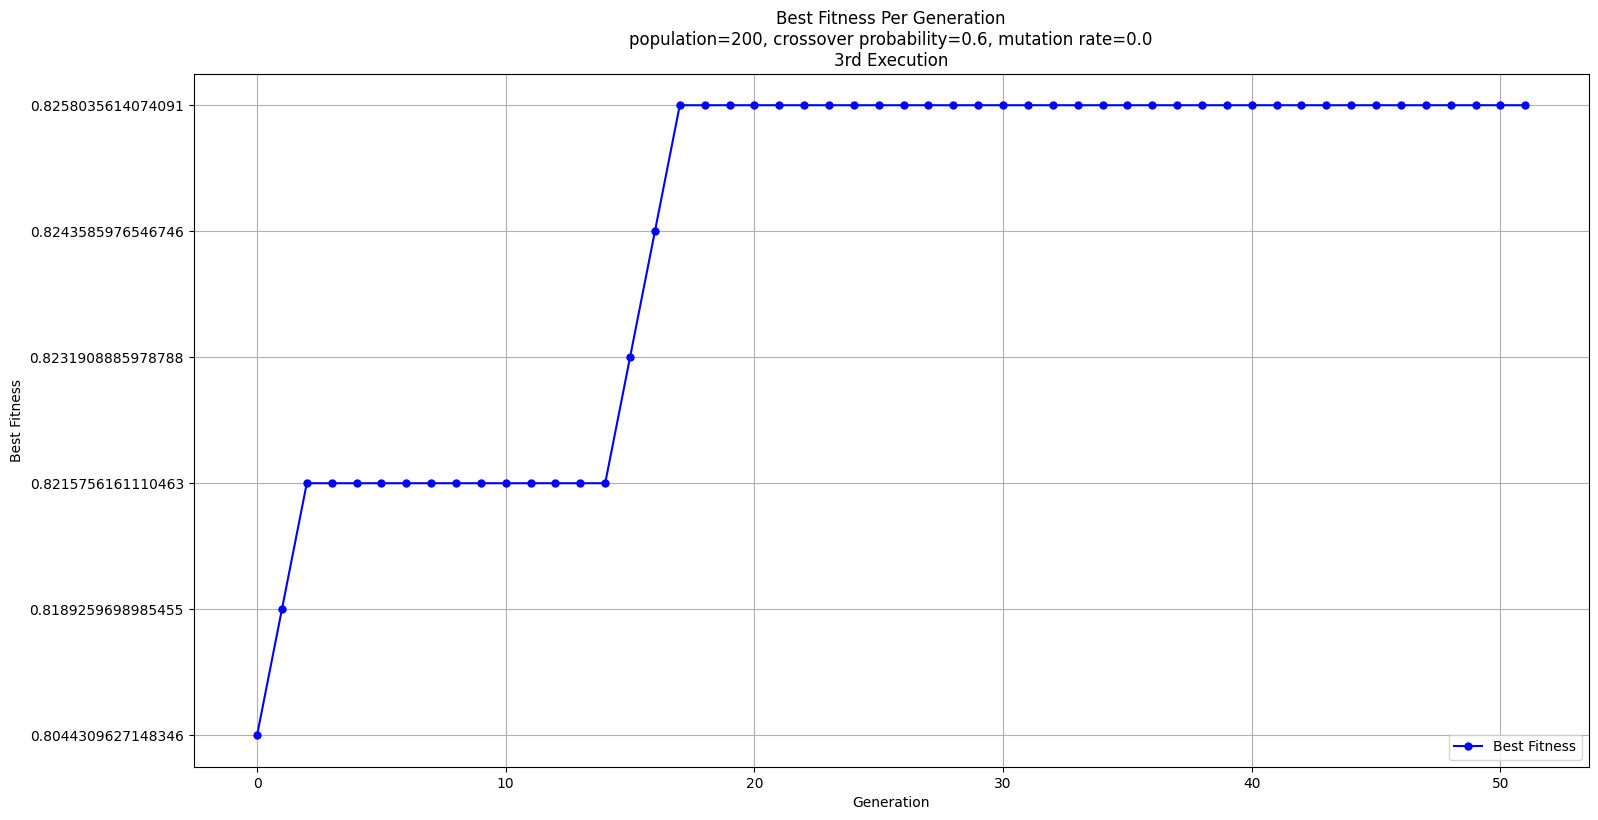 Best Fitness Per Generation
population=200, crossover probability=0.6, mutation rate=0.0
3rd Execution
0.8258035614074091
0.8243585976546746
0.8231908885978788
0.8215756161110463
0.8189259698985455
0.8044309627148346
Best Fitness
Best Fitness
0 10 20 30 40 50
Generation